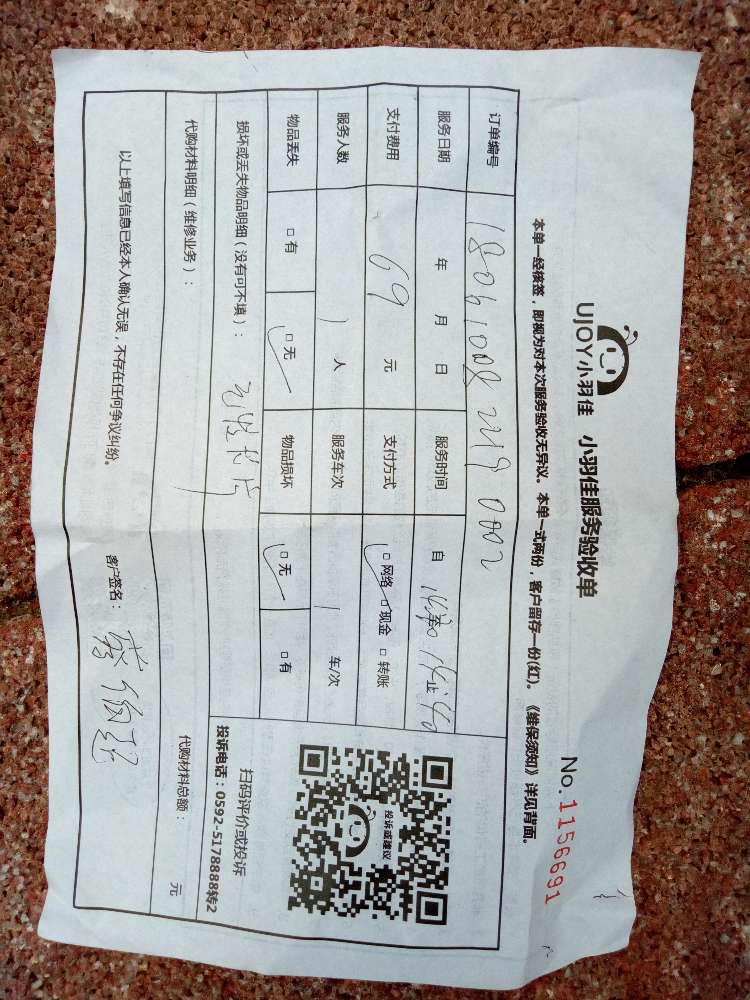 UJOY小羽佳 小羽佳服务验收单
No.1156691
本单一经核签，即视为对本次服务验收无异议。本单一式两份，客户留存一份(红)。《维保须知》详见背面。
订单编号
服务日期 年 月 日 服务时间 自 至 止
支付费用 69 元 支付方式 □网络 □现金 □转账
服务人数 1 人 服务车次 1 车/次
物品丢失 □有 □无 物品损坏 □无 □有
投诉或建议
扫码评价或投诉
投诉电话：0592-5178888转2
损坏或丢失物品明细（没有可不填）：
代购材料明细（维修业务）： 代购材料总额： 元
以上填写信息已经本人确认无误，不存在任何争议纠纷。 客户签名：